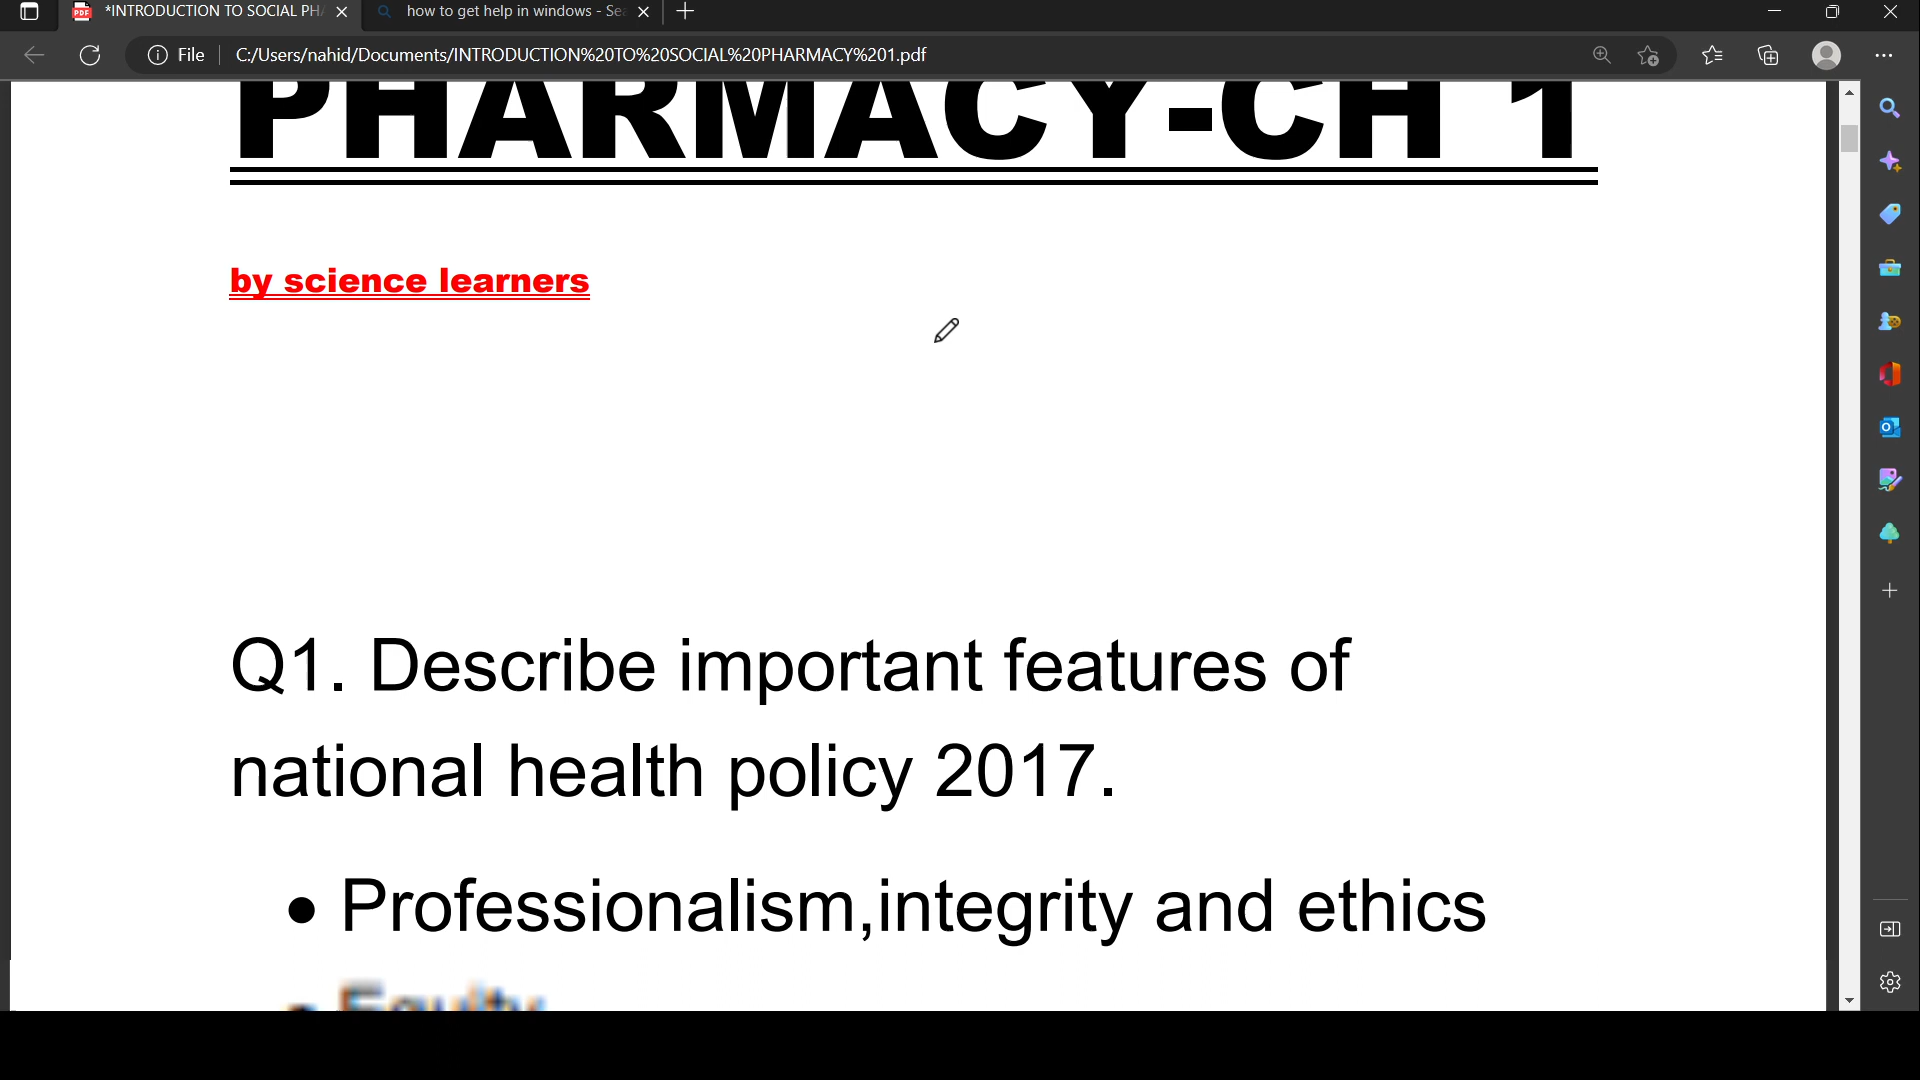 *INTRODUCTION TO SOCIAL PH
how to get help in windows - Se
File
C:/Users/nahid/Documents/INTRODUCTION%20TO%20SOCIAL%20PHARMACY%201.pdf
PHARMACY-CH 1
by science learners
Q1. Describe important features of
national health policy 2017.
• Professionalism,integrity and ethics
• Equity